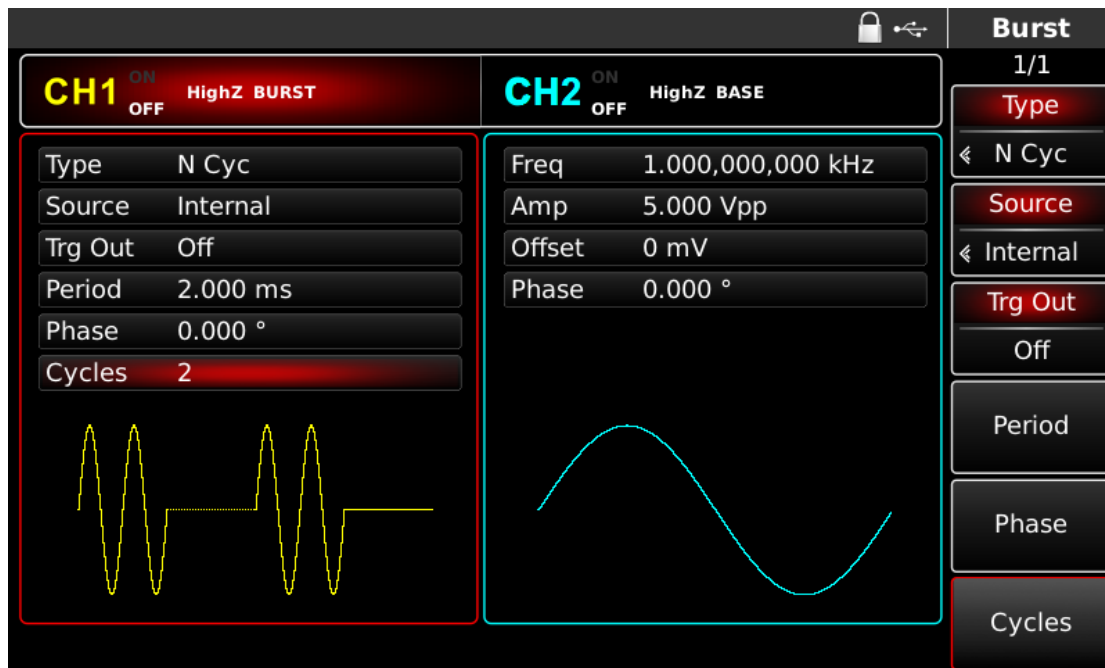 Burst
1/1
CH1 ON OFF HighZ BURST
CH2 ON OFF HighZ BASE
Type N Cyc
Source Internal
Trg Out Off
Period 2.000 ms
Phase 0.000 °
Cycles 2
Freq 1.000,000,000 kHz
Amp 5.000 Vpp
Offset 0 mV
Phase 0.000 °
Type
N Cyc
Source
Internal
Trg Out
Off
Period
Phase
Cycles